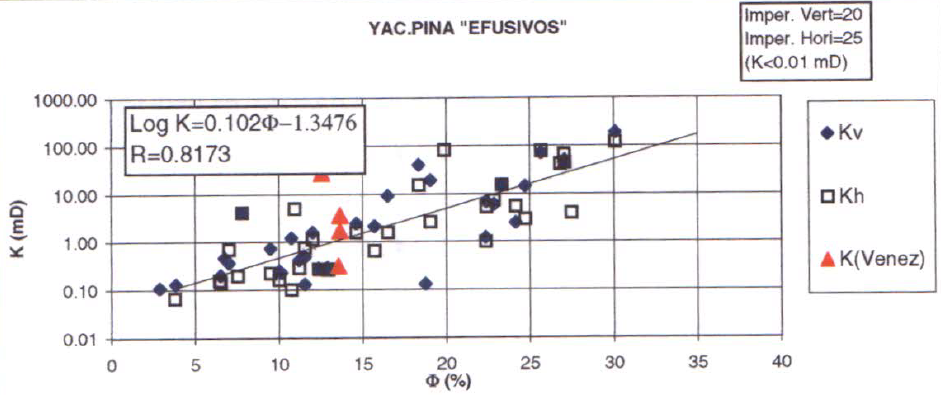 YAC.PINA "EFUSIVOS"
Imper. Vert=20
Imper. Hori=25
(K<0.01 mD)
Log K=0.102Φ−1.3476
R=0.8173
K (mD)
1000.00
100.00
10.00
1.00
0.10
0.01
0 5 10 15 20 25 30 35 40
Φ (%)
Kv
Kh
K(Venez)